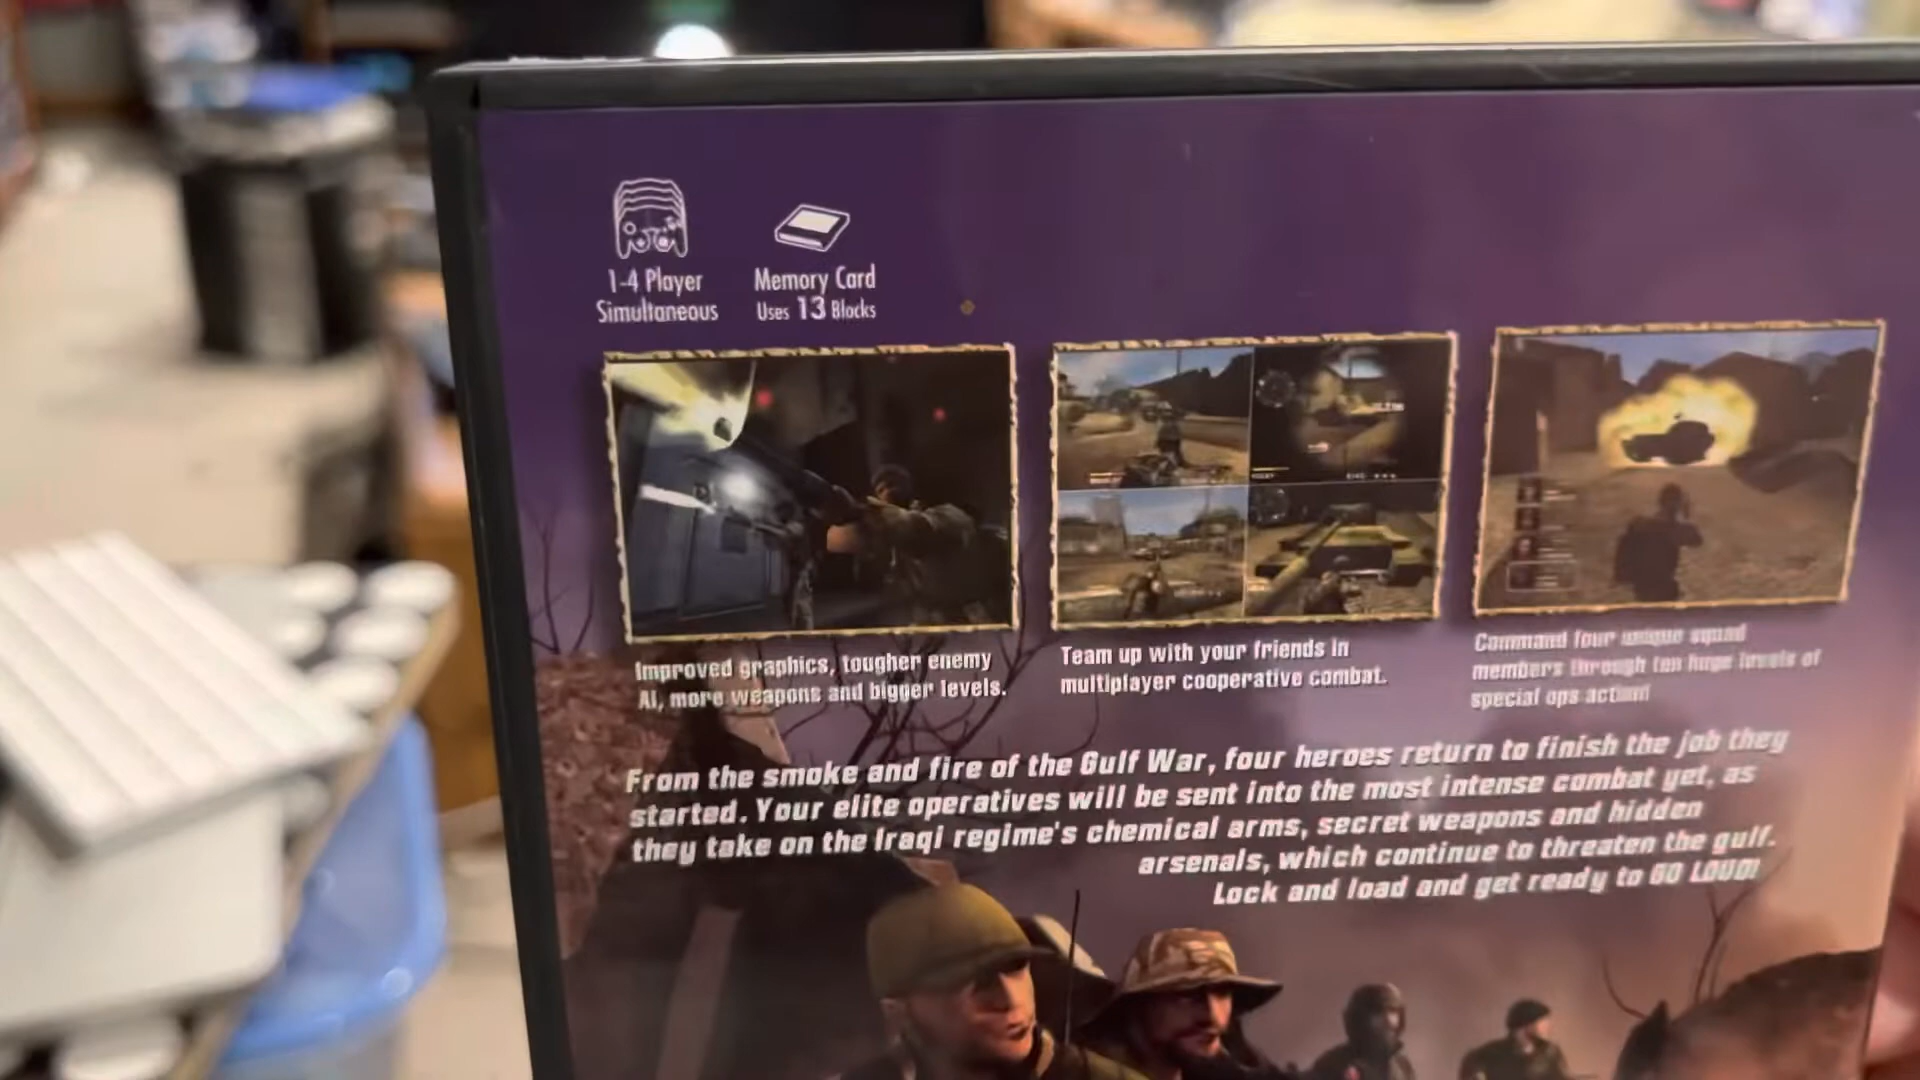 1-4 Player
Simultaneous
Memory Card
Uses 13 Blocks
Improved graphics, tougher enemy
AI, more weapons and bigger levels.
Team up with your friends in
multiplayer cooperative combat.
Command four unique squad
members through ten huge levels of
special ops action!
From the smoke and fire of the Gulf War, four heroes return to finish the job they
started. Your elite operatives will be sent into the most intense combat yet, as
they take on the Iraqi regime's chemical arms, secret weapons and hidden
arsenals, which continue to threaten the gulf.
Lock and load and get ready to GO LOUD!